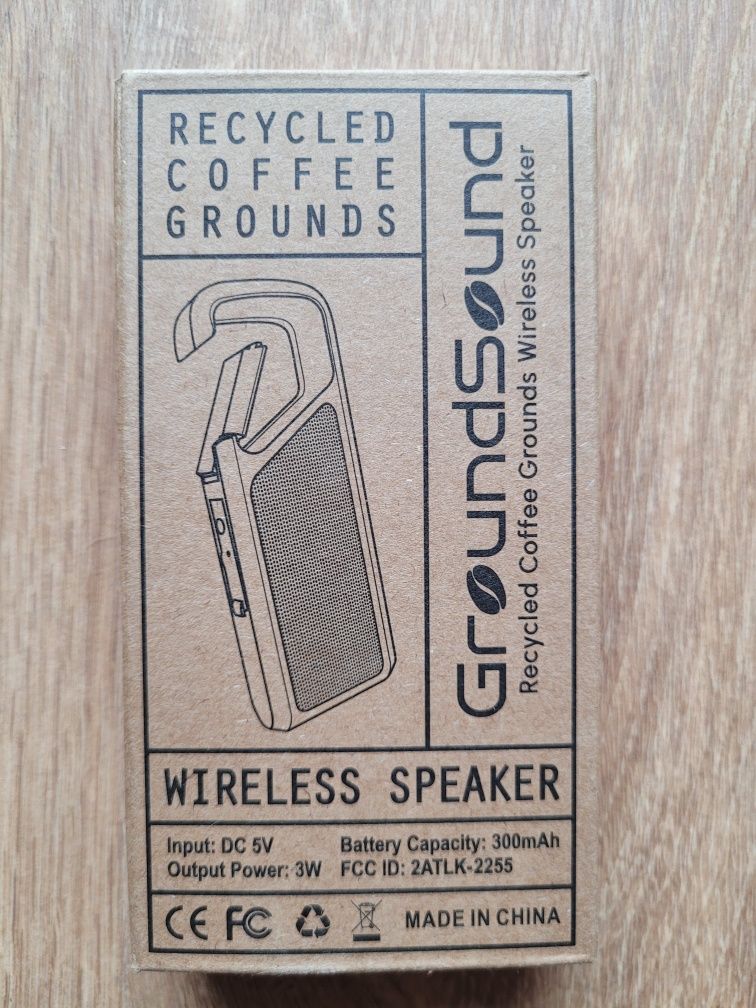 RECYCLED
COFFEE
GROUNDS
GroundSound
Recycled Coffee Grounds Wireless Speaker
WIRELESS SPEAKER
Input: DC 5V Battery Capacity: 300mAh
Output Power: 3W FCC ID: 2ATLK-2255
CE FC MADE IN CHINA